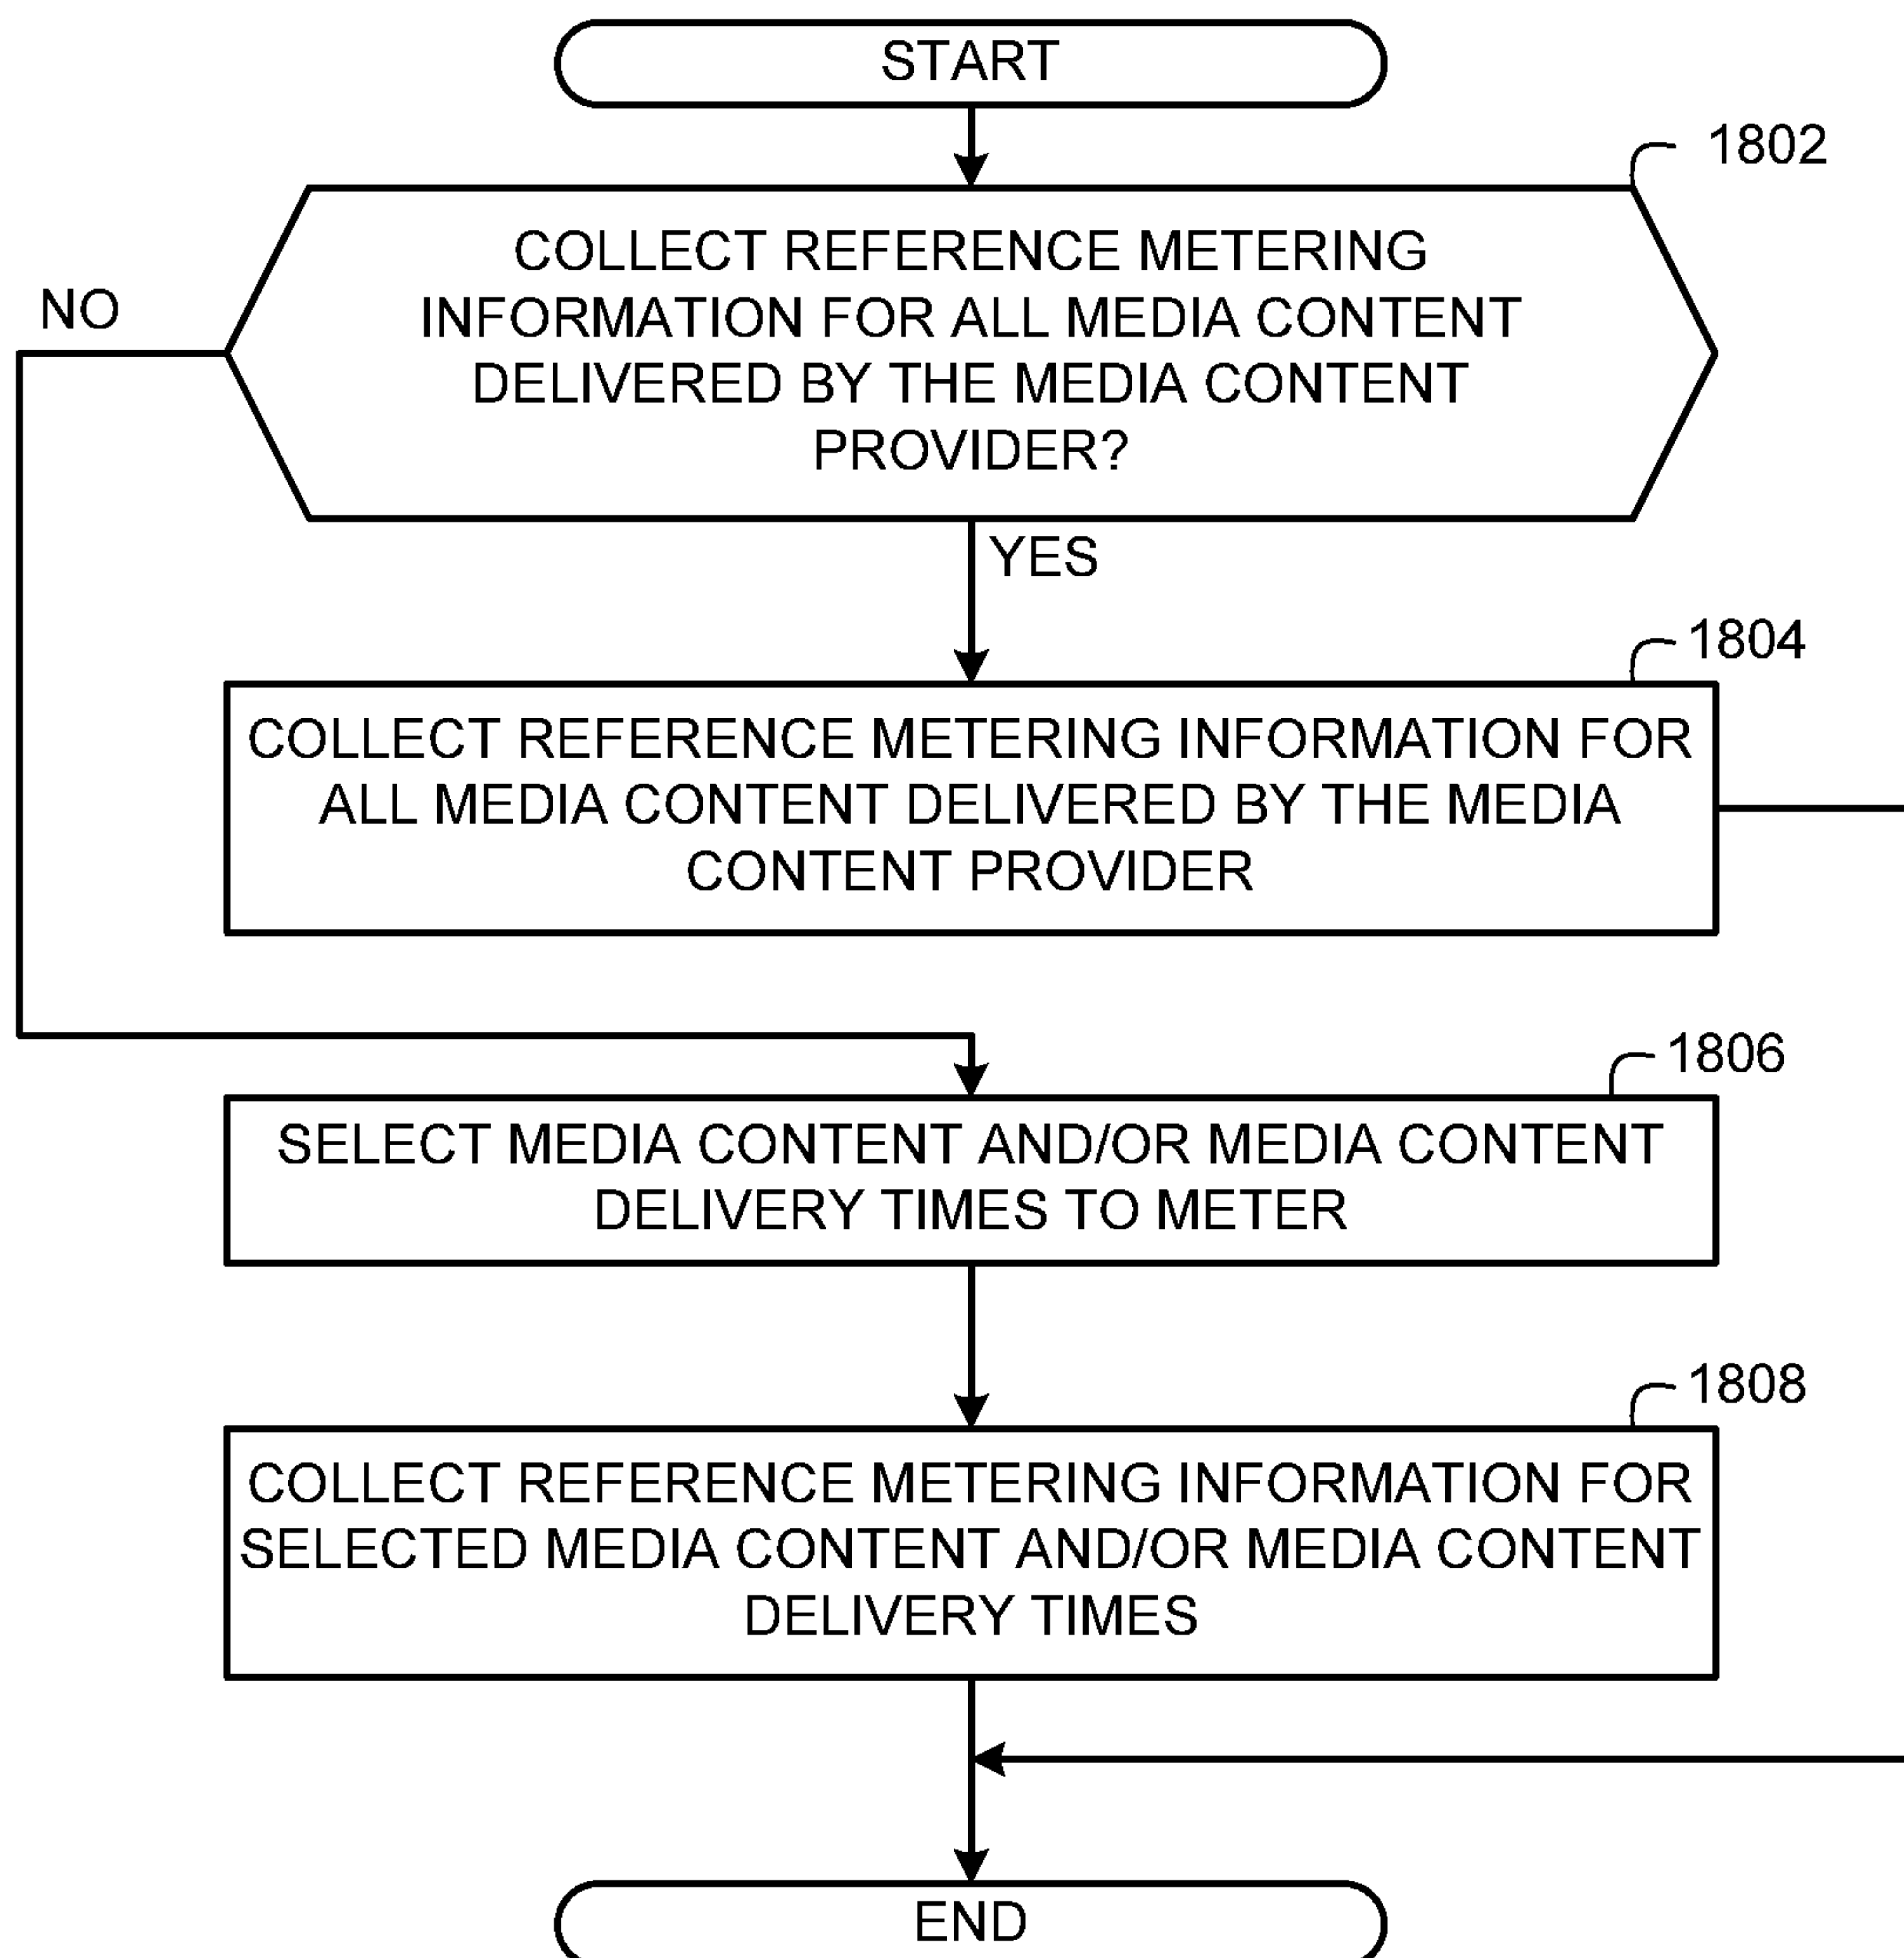 START
1802
COLLECT REFERENCE METERING
INFORMATION FOR ALL MEDIA CONTENT
DELIVERED BY THE MEDIA CONTENT
PROVIDER?
NO
YES
1804
COLLECT REFERENCE METERING INFORMATION FOR
ALL MEDIA CONTENT DELIVERED BY THE MEDIA
CONTENT PROVIDER
1806
SELECT MEDIA CONTENT AND/OR MEDIA CONTENT
DELIVERY TIMES TO METER
1808
COLLECT REFERENCE METERING INFORMATION FOR
SELECTED MEDIA CONTENT AND/OR MEDIA CONTENT
DELIVERY TIMES
END